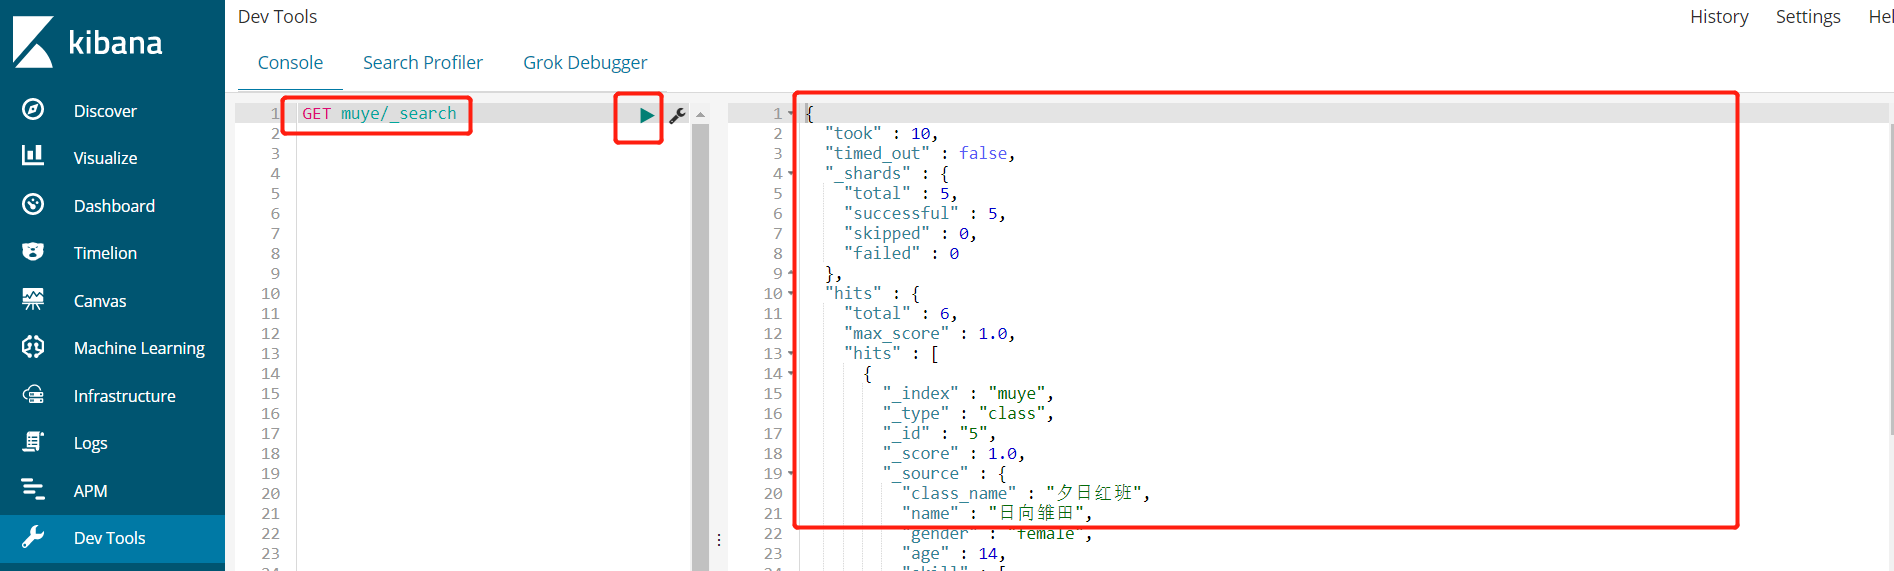 kibana
Discover
Visualize
Dashboard
Timelion
Canvas
Machine Learning
Infrastructure
Logs
APM
Dev Tools
Dev Tools
History Settings
Console Search Profiler Grok Debugger
1 GET muye/_search
2
3
4
5
6
7
8
9
10
11
12
13
14
15
16
17
18
19
20
21
22
23
1 {
2 "took" : 10,
3 "timed_out" : false,
4 "_shards" : {
5 "total" : 5,
6 "successful" : 5,
7 "skipped" : 0,
8 "failed" : 0
9 },
10 "hits" : {
11 "total" : 6,
12 "max_score" : 1.0,
13 "hits" : [
14 {
15 "_index" : "muye",
16 "_type" : "class",
17 "_id" : "5",
18 "_score" : 1.0,
19 "_source" : {
20 "class_name" : "夕日红班",
21 "name" : "日向雏田",
22 "gender" : "female",
23 "age" : 14,